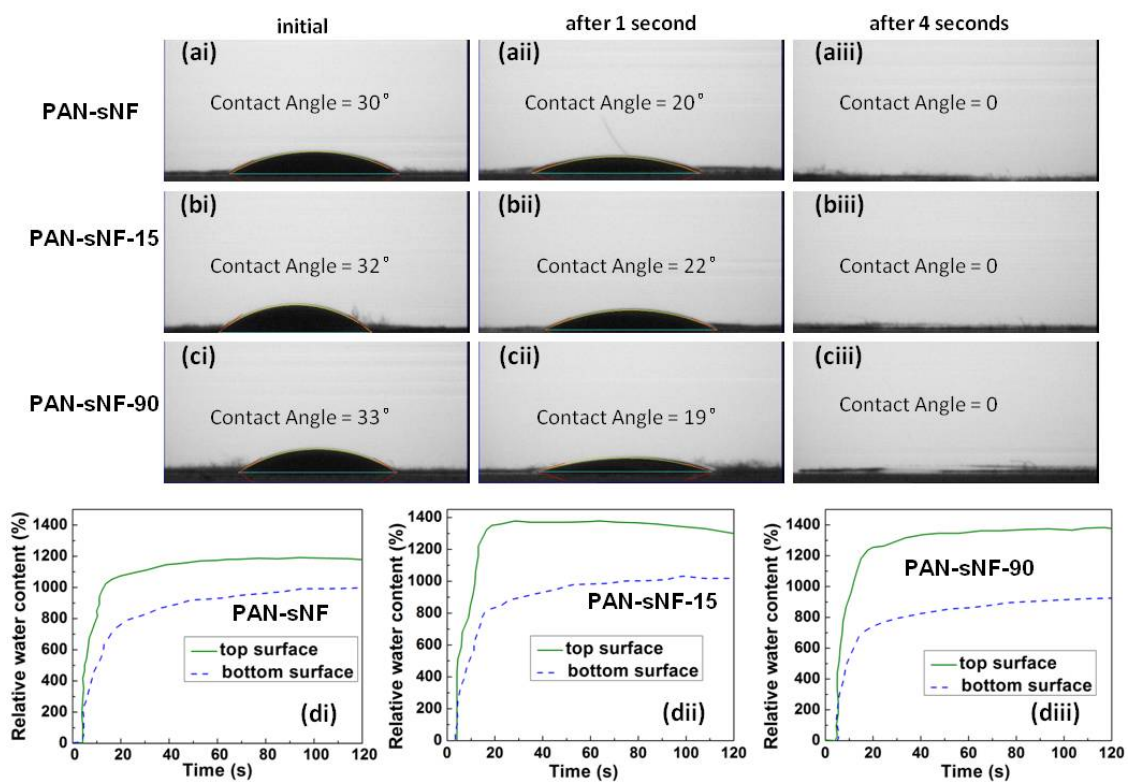 initial
after 1 second
after 4 seconds
PAN-sNF
(ai)
Contact Angle = 30°
(aii)
Contact Angle = 20°
(aiii)
Contact Angle = 0
PAN-sNF-15
(bi)
Contact Angle = 32°
(bii)
Contact Angle = 22°
(biii)
Contact Angle = 0
PAN-sNF-90
(ci)
Contact Angle = 33°
(cii)
Contact Angle = 19°
(ciii)
Contact Angle = 0
Relative water content (%)
1400
1200
1000
800
600
400
200
0
PAN-sNF
top surface
bottom surface
(di)
0 20 40 60 80 100 120
Time (s)
Relative water content (%)
1400
1200
1000
800
600
400
200
0
PAN-sNF-15
top surface
bottom surface
(dii)
0 20 40 60 80 100 120
Time (s)
Relative water content (%)
1400
1200
1000
800
600
400
200
0
PAN-sNF-90
top surface
bottom surface
(diii)
0 20 40 60 80 100 120
Time (s)